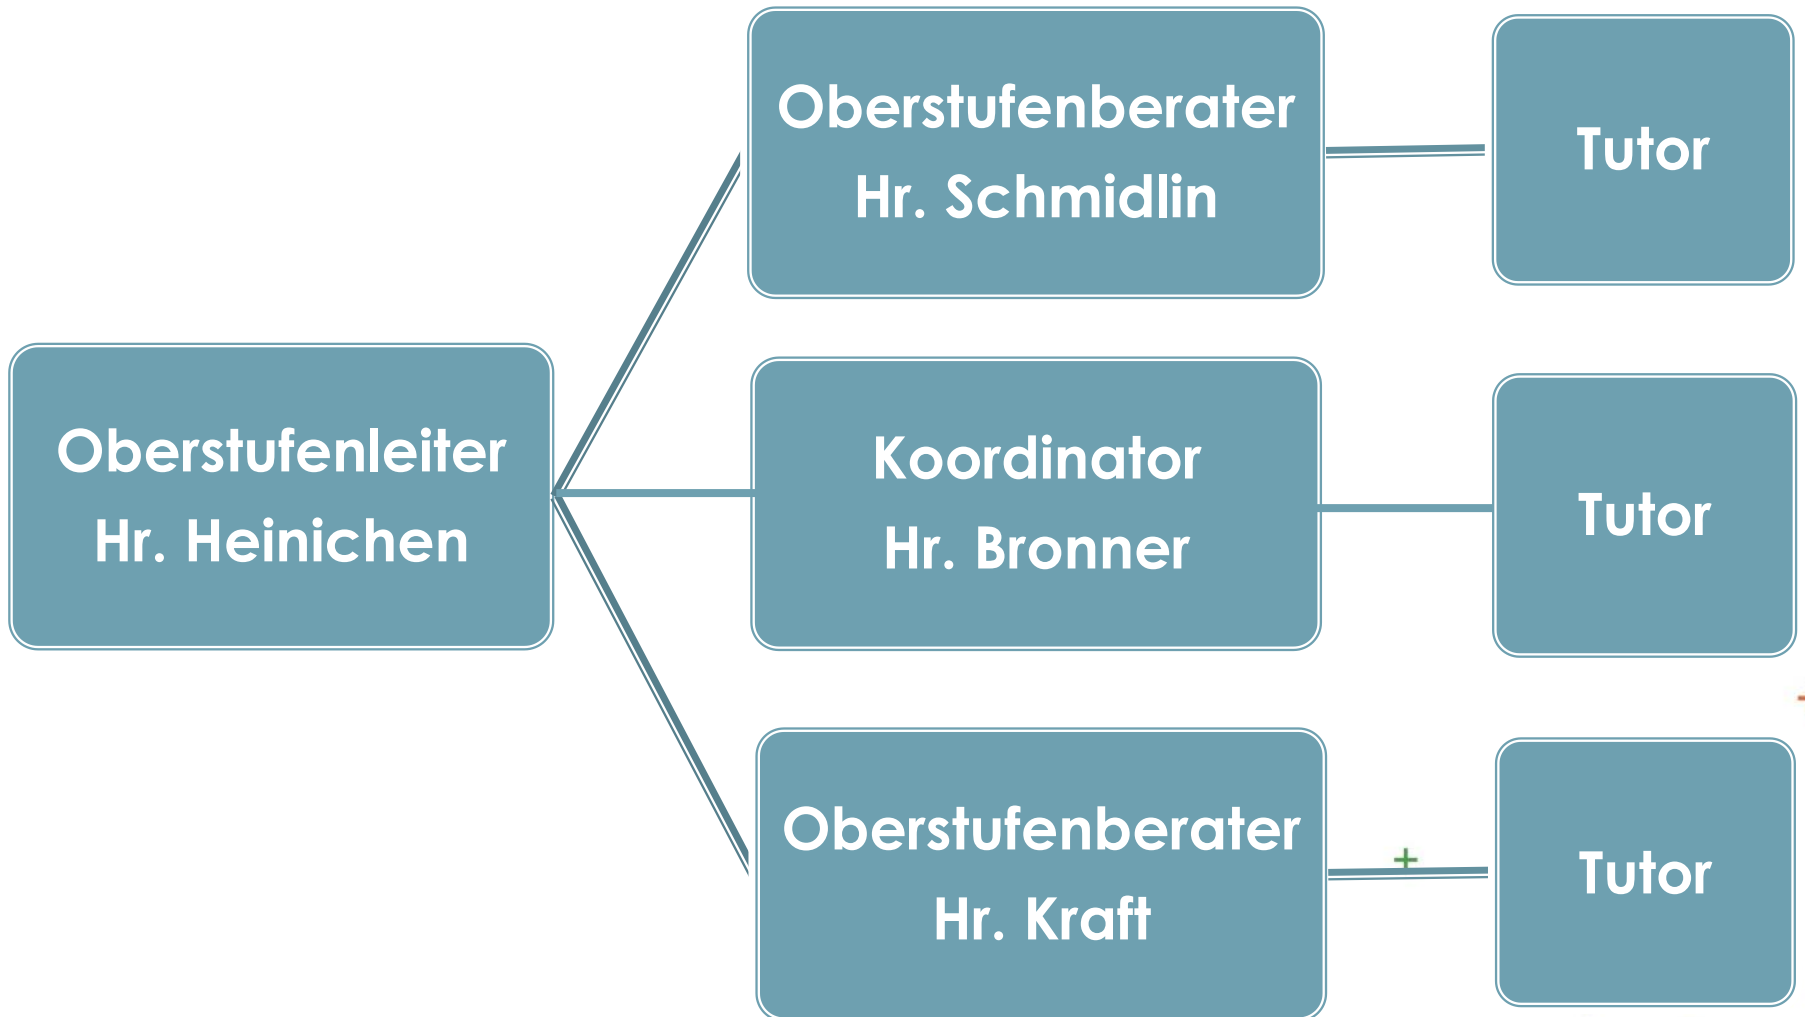 Oberstufenberater
Hr. Schmidlin
Tutor
Oberstufenleiter
Hr. Heinichen
Koordinator
Hr. Bronner
Tutor
Oberstufenberater
Hr. Kraft
Tutor